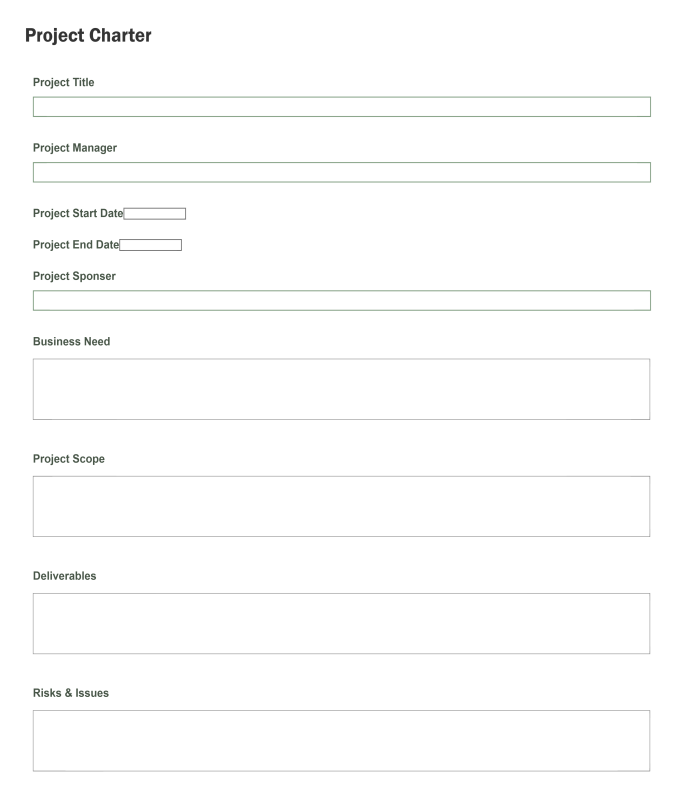 Project Charter
Project Title
Project Manager
Project Start Date
Project End Date
Project Sponser
Business Need
Project Scope
Deliverables
Risks & Issues